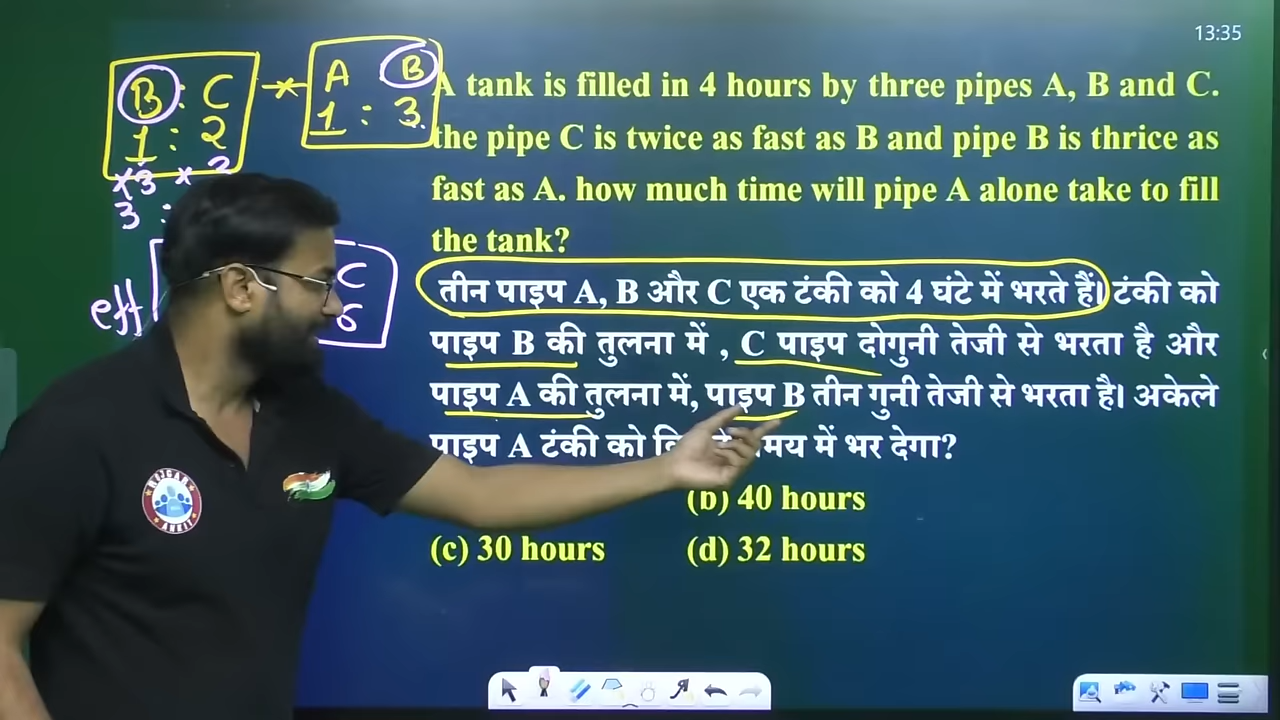 13:35
B : C
1 : 2
×3 × 2
3 :
A B
1 : 3
eff
C
6
A tank is filled in 4 hours by three pipes A, B and C.
the pipe C is twice as fast as B and pipe B is thrice as
fast as A. how much time will pipe A alone take to fill
the tank?
तीन पाइप A, B और C एक टंकी को 4 घंटे में भरते हैं। टंकी को
पाइप B की तुलना में , C पाइप दोगुनी तेजी से भरता है और
पाइप A की तुलना में, पाइप B तीन गुनी तेजी से भरता है। अकेले
पाइप A टंकी को में भर देगा?
(b) 40 hours
(c) 30 hours
(d) 32 hours
ROJGAR
ANKIT